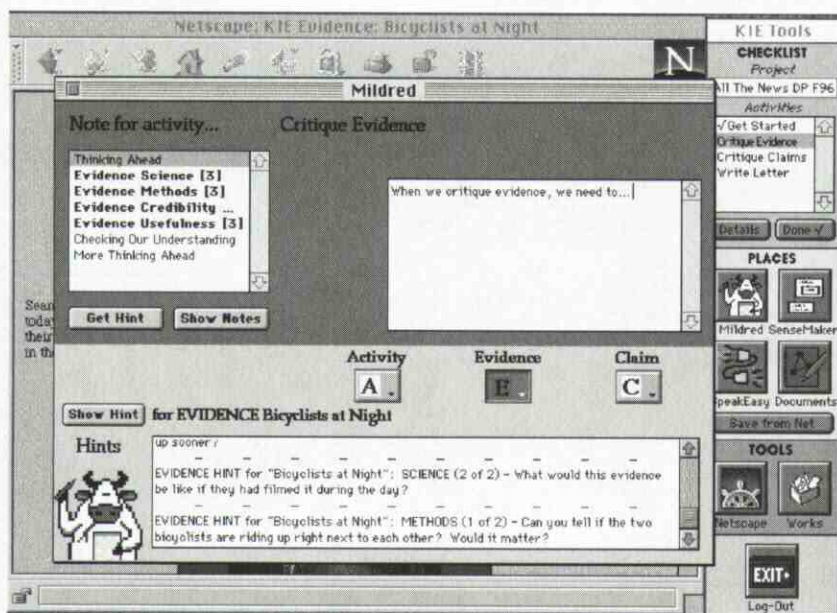 Netscape: KIE Evidence: Bicyclists at Night
N
Sear
today
their
in th
Mildred
Note for activity...
Critique Evidence
Thinking Ahead
Evidence Science [3]
Evidence Methods [3]
Evidence Credibility ...
Evidence Usefulness [3]
Checking Our Understanding
More Thinking Ahead
When we critique evidence, we need to...
Get Hint
Show Notes
Activity
Evidence
Claim
A
E
C
Show Hint
for EVIDENCE Bicyclists at Night
Hints
up sooner?
EVIDENCE HINT for "Bicyclists at Night": SCIENCE (2 of 2) - What would this evidence
be like if they had filmed it during the day?
EVIDENCE HINT for "Bicyclists at Night": METHODS (1 of 2) - Can you tell if the two
bicyclists are riding up right next to each other? Would it matter?
KIE Tools
CHECKLIST
Project
All The News DP F96
Activities
√Get Started
Critique Evidence
Critique Claims
Write Letter
Details
Done √
PLACES
Mildred
SenseMaker
SpeakEasy
Documents
Save from Net
TOOLS
Netscape
Works
EXIT
Log-Out